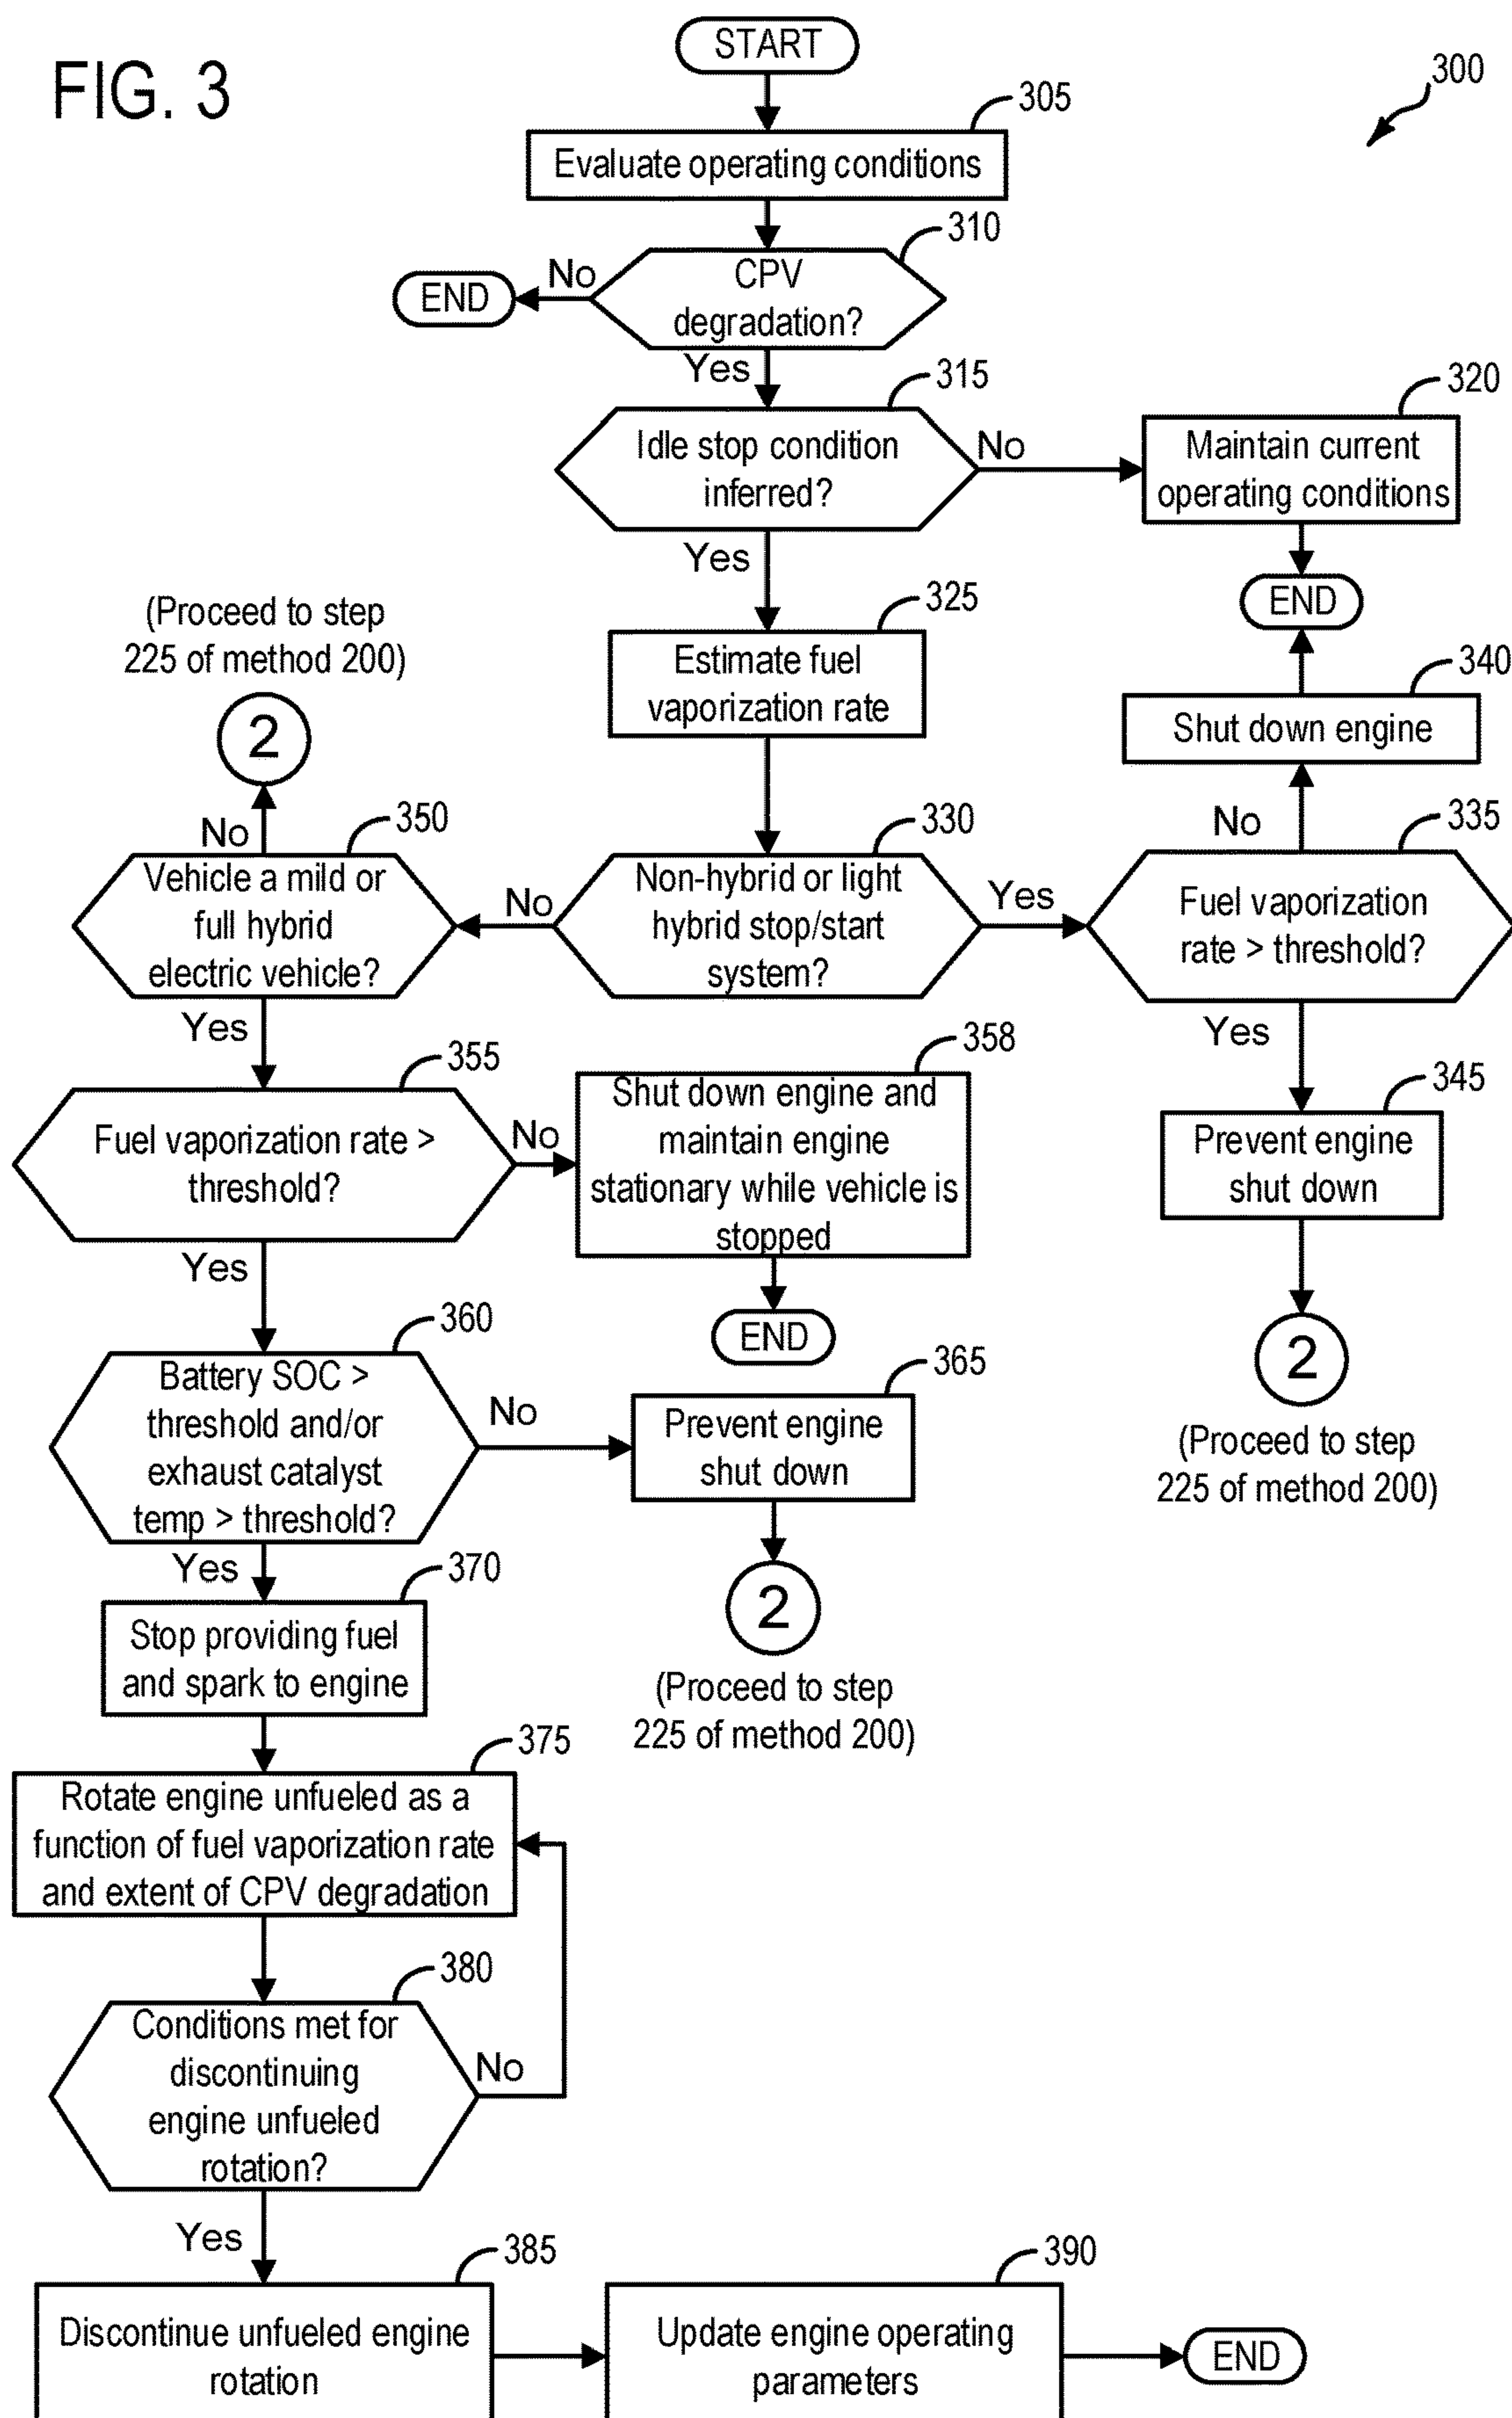 FIG. 3
START
300
305
Evaluate operating conditions
310
CPV
degradation?
No
END
Yes
315
Idle stop condition
inferred?
No
320
Maintain current
operating conditions
END
Yes
325
Estimate fuel
vaporization rate
(Proceed to step
225 of method 200)
2
No
340
Shut down engine
No
350
Vehicle a mild or
full hybrid
electric vehicle?
No
330
Non-hybrid or light
hybrid stop/start
system?
Yes
335
Fuel vaporization
rate > threshold?
Yes
345
Prevent engine
shut down
2
(Proceed to step
225 of method 200)
Yes
355
Fuel vaporization rate >
threshold?
No
358
Shut down engine and
maintain engine
stationary while vehicle is
stopped
END
Yes
360
Battery SOC >
threshold and/or
exhaust catalyst
temp > threshold?
No
365
Prevent engine
shut down
2
(Proceed to step
225 of method 200)
Yes
370
Stop providing fuel
and spark to engine
375
Rotate engine unfueled as a
function of fuel vaporization rate
and extent of CPV degradation
380
Conditions met for
discontinuing
engine unfueled
rotation?
No
Yes
385
Discontinue unfueled engine
rotation
390
Update engine operating
parameters
END